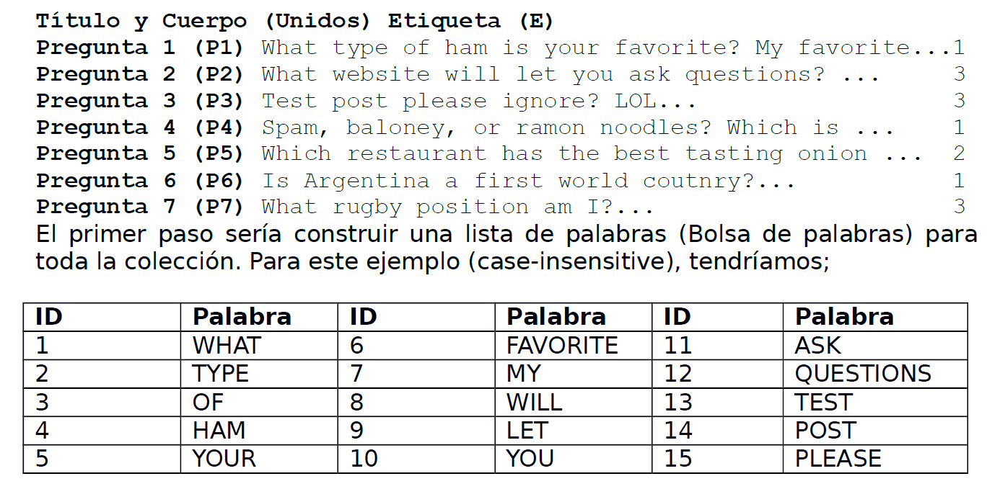 Título y Cuerpo (Unidos) Etiqueta (E)
Pregunta 1 (P1) What type of ham is your favorite? My favorite...1
Pregunta 2 (P2) What website will let you ask questions? ... 3
Pregunta 3 (P3) Test post please ignore? LOL... 3
Pregunta 4 (P4) Spam, baloney, or ramon noodles? Which is ... 1
Pregunta 5 (P5) Which restaurant has the best tasting onion ... 2
Pregunta 6 (P6) Is Argentina a first world coutnry?... 1
Pregunta 7 (P7) What rugby position am I?... 3
El primer paso sería construir una lista de palabras (Bolsa de palabras) para
toda la colección. Para este ejemplo (case-insensitive), tendríamos;
ID Palabra ID Palabra ID Palabra
1 WHAT 6 FAVORITE 11 ASK
2 TYPE 7 MY 12 QUESTIONS
3 OF 8 WILL 13 TEST
4 HAM 9 LET 14 POST
5 YOUR 10 YOU 15 PLEASE